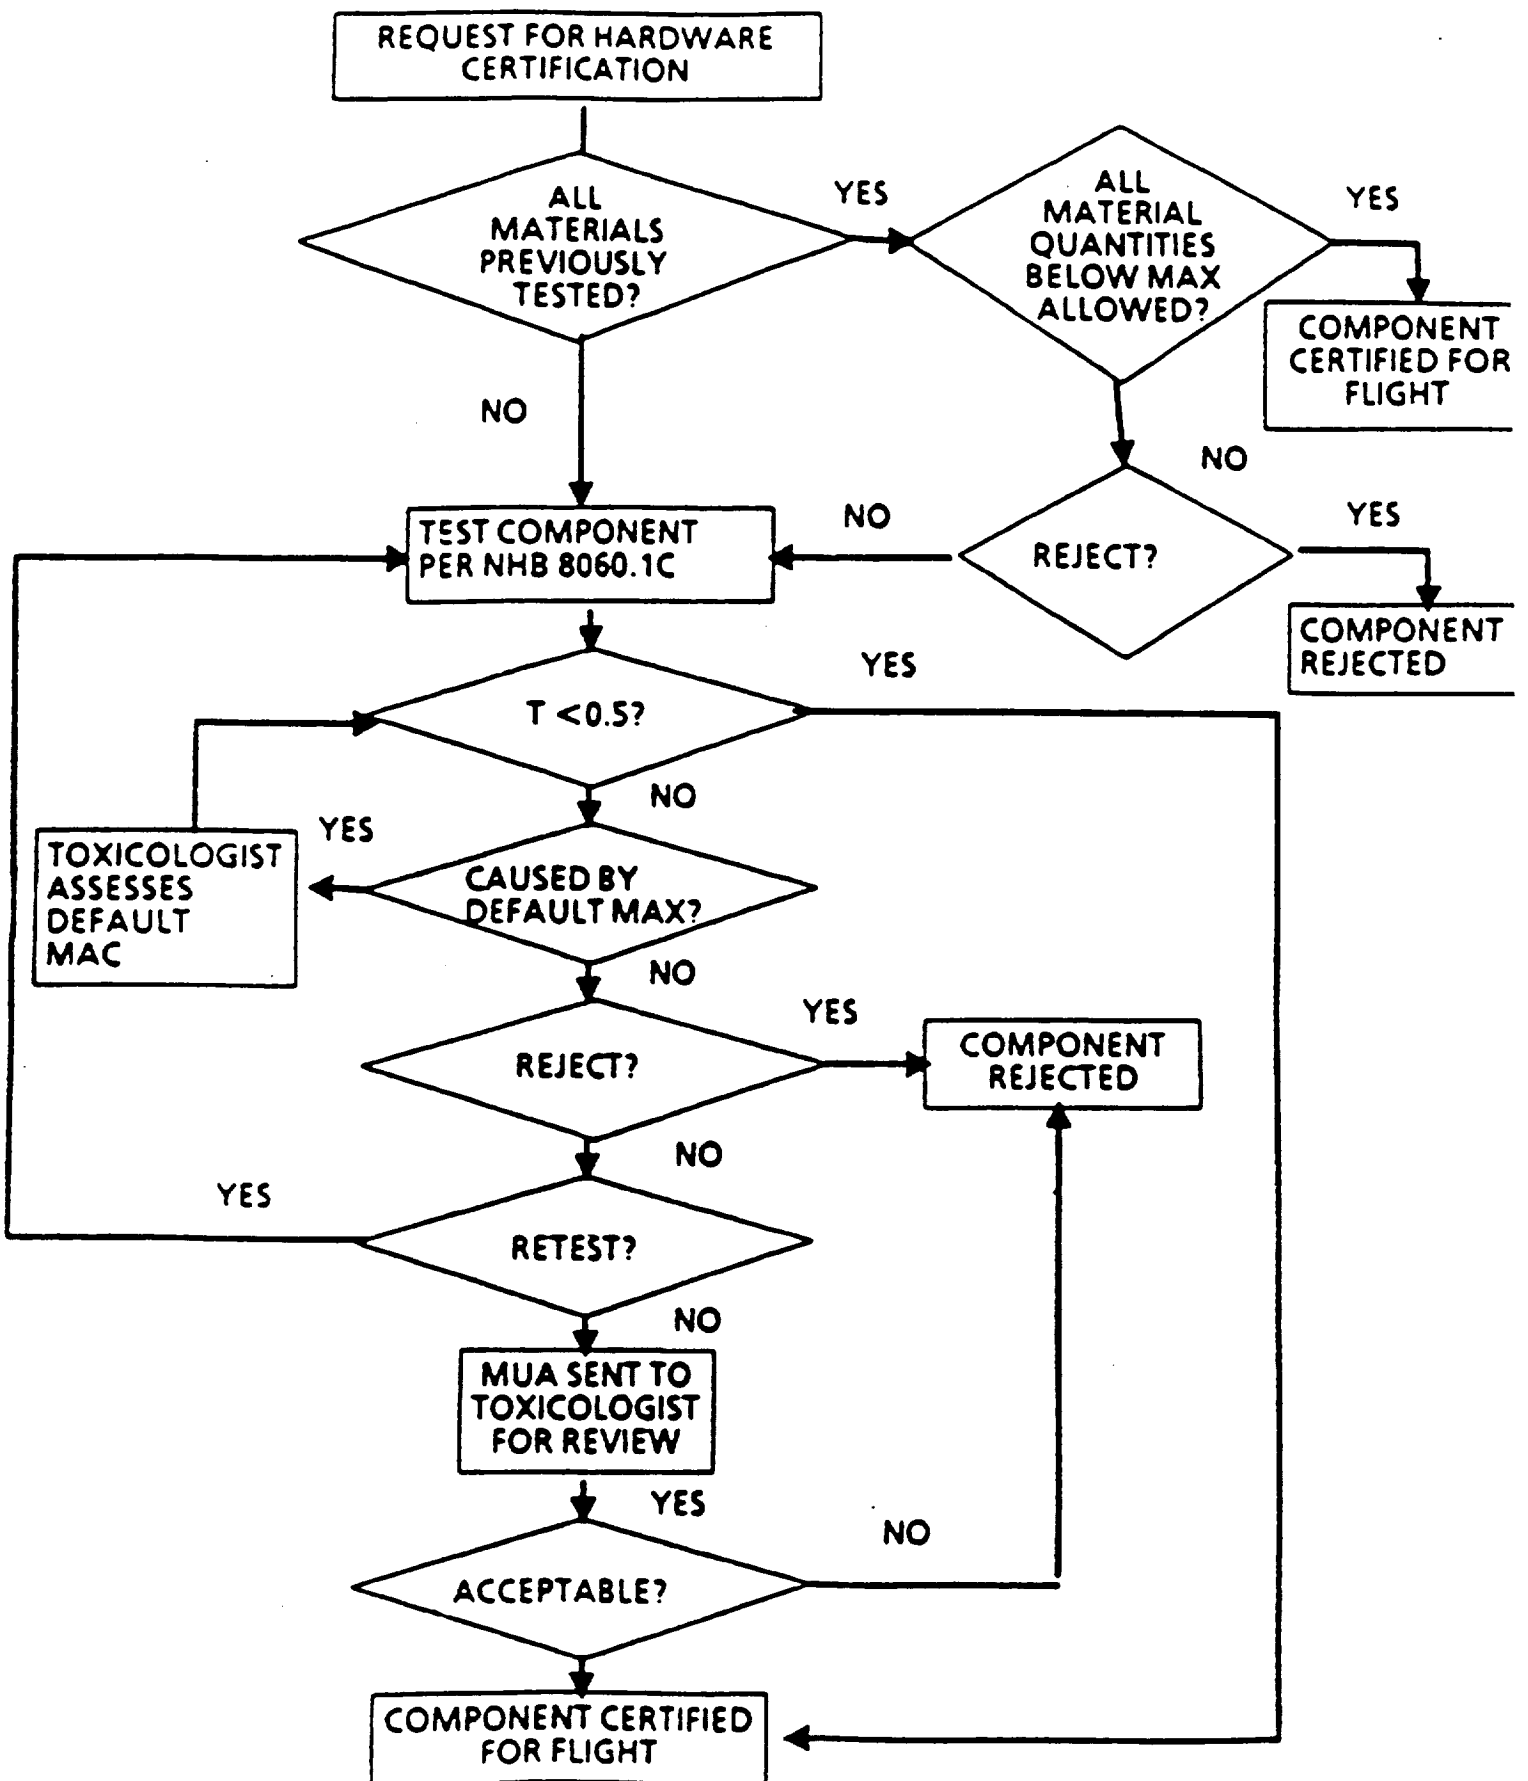 REQUEST FOR HARDWARE
CERTIFICATION
ALL
MATERIALS
PREVIOUSLY
TESTED?
YES
ALL
MATERIAL
QUANTITIES
BELOW MAX
ALLOWED?
YES
COMPONENT
CERTIFIED FOR
FLIGHT
NO
NO
TEST COMPONENT
PER NHB 8060.1C
NO
REJECT?
YES
COMPONENT
REJECTED
T <0.5?
YES
NO
CAUSED BY
DEFAULT MAX?
YES
TOXICOLOGIST
ASSESSES
DEFAULT
MAC
NO
REJECT?
YES
COMPONENT
REJECTED
NO
RETEST?
YES
NO
MUA SENT TO
TOXICOLOGIST
FOR REVIEW
YES
ACCEPTABLE?
NO
COMPONENT CERTIFIED
FOR FLIGHT